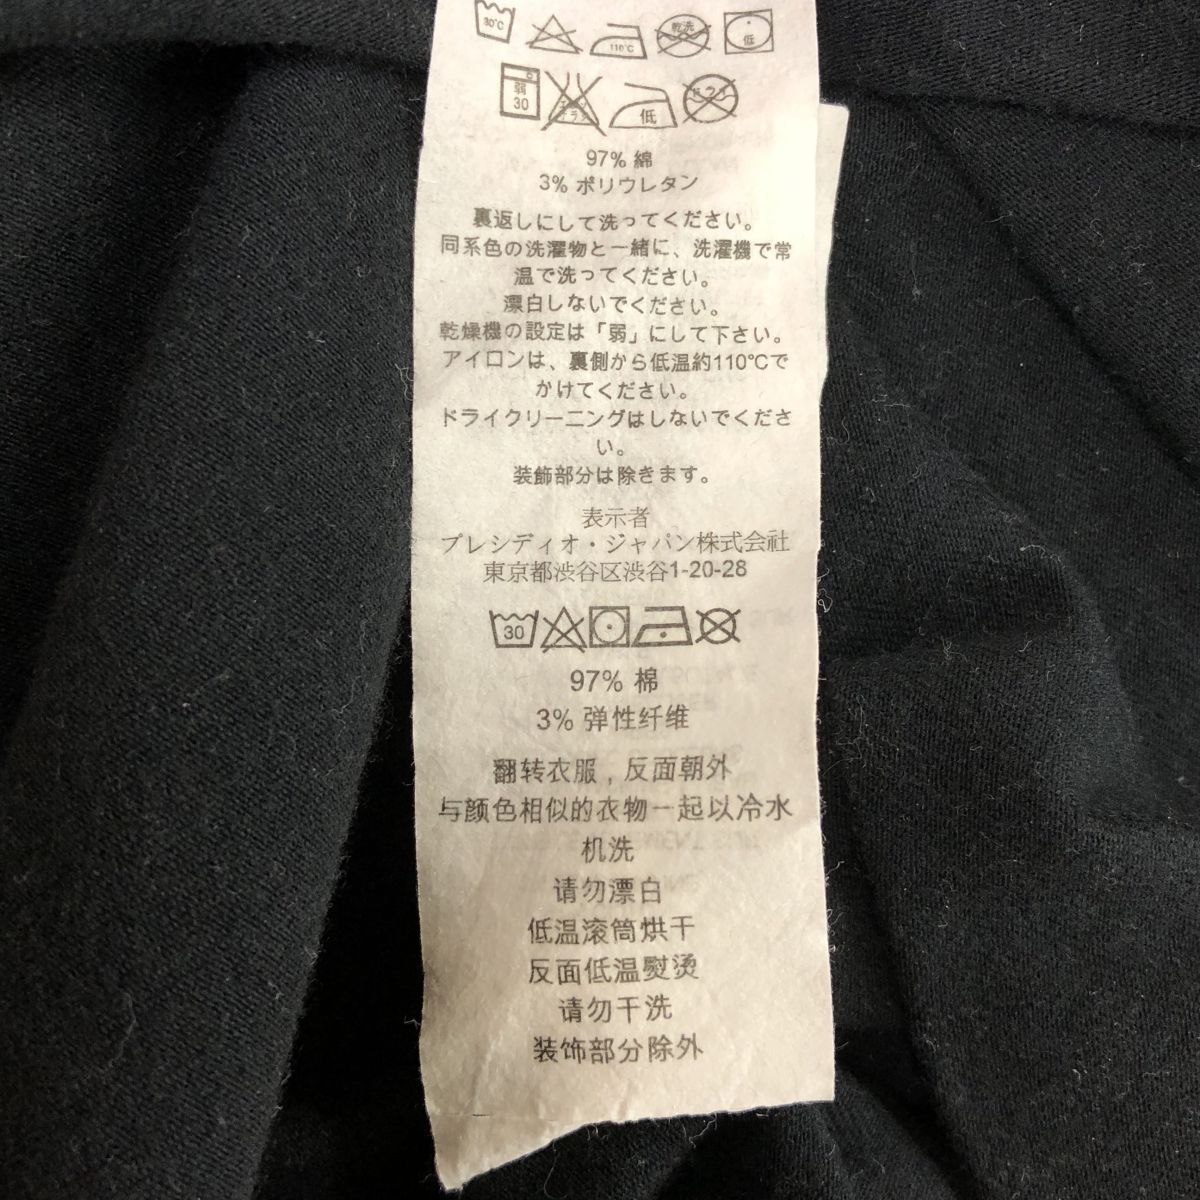 30℃ 110℃ 乾洗 低
弱 30 エンソ サラシ 低 ドライ
97% 綿
3% ポリウレタン
裏返しにして洗ってください。
同系色の洗濯物と一緒に、洗濯機で常
温で洗ってください。
漂白しないでください。
乾燥機の設定は「弱」にして下さい。
アイロンは、裏側から低温約110℃で
かけてください。
ドライクリーニングはしないでくださ
い。
装飾部分は除きます。
表示者
プレシディオ・ジャパン株式会社
東京都渋谷区渋谷1-20-28
30
97% 棉
3% 弹性纤维
翻转衣服，反面朝外
与颜色相似的衣物一起以冷水
机洗
请勿漂白
低温滚筒烘干
反面低温熨烫
请勿干洗
装饰部分除外